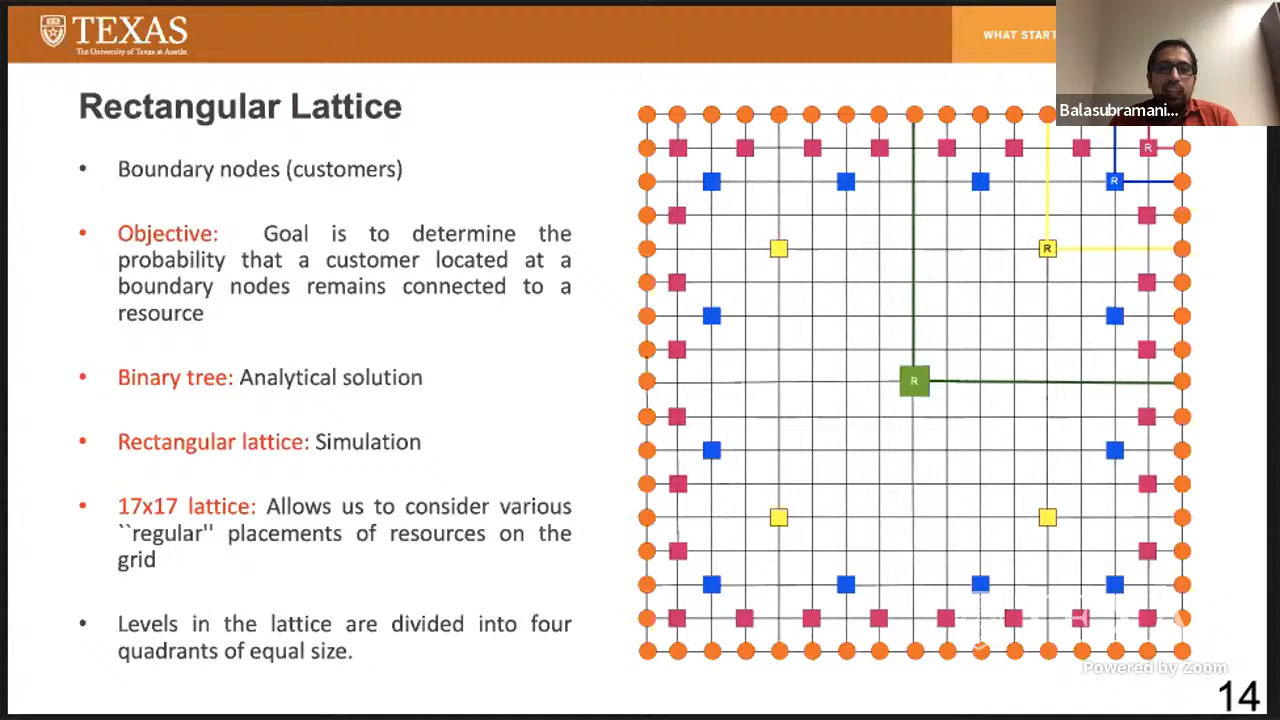 TEXAS
The University of Texas at Austin
WHAT START
Balasubramani...
Rectangular Lattice
• Boundary nodes (customers)
• Objective: Goal is to determine the
probability that a customer located at a
boundary nodes remains connected to a
resource
• Binary tree: Analytical solution
• Rectangular lattice: Simulation
• 17x17 lattice: Allows us to consider various
``regular'' placements of resources on the
grid
• Levels in the lattice are divided into four
quadrants of equal size.
R
R
R
R
Powered by Zoom
14